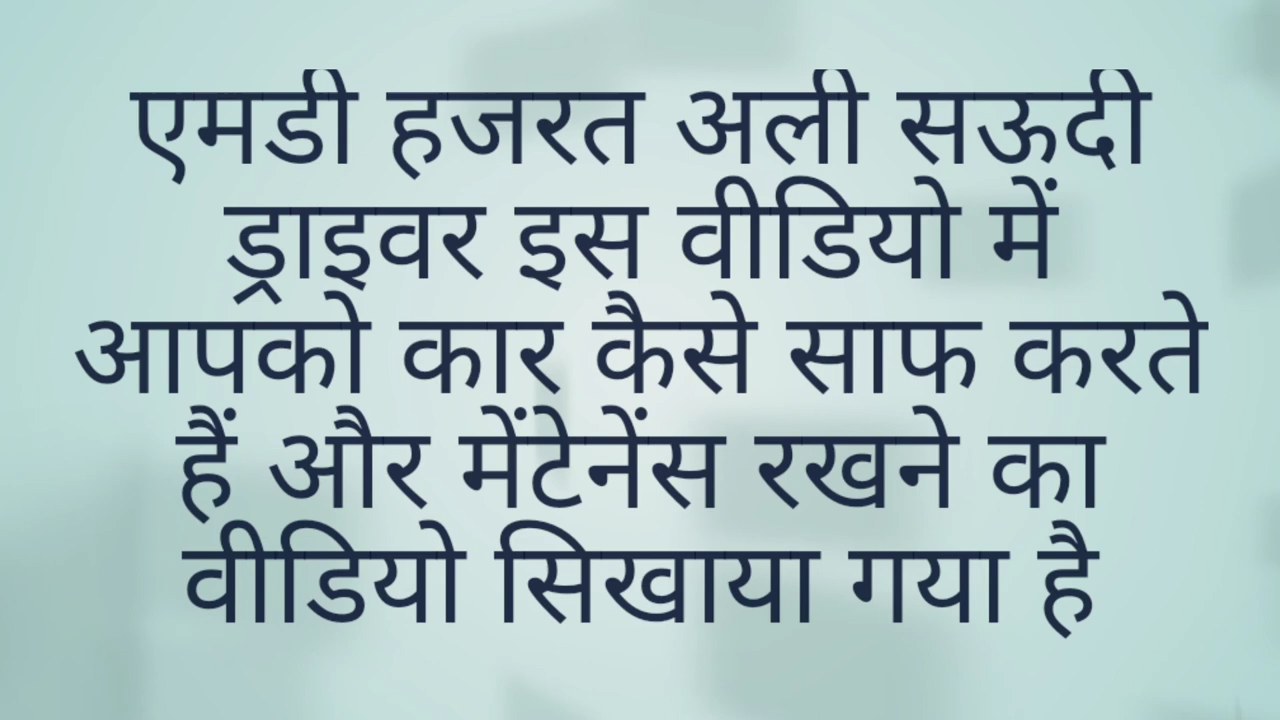 एमडी हजरत अली सऊदी
ड्राइवर इस वीडियो में
आपको कार कैसे साफ करते
हैं और मेंटेनेंस रखने का
वीडियो सिखाया गया है